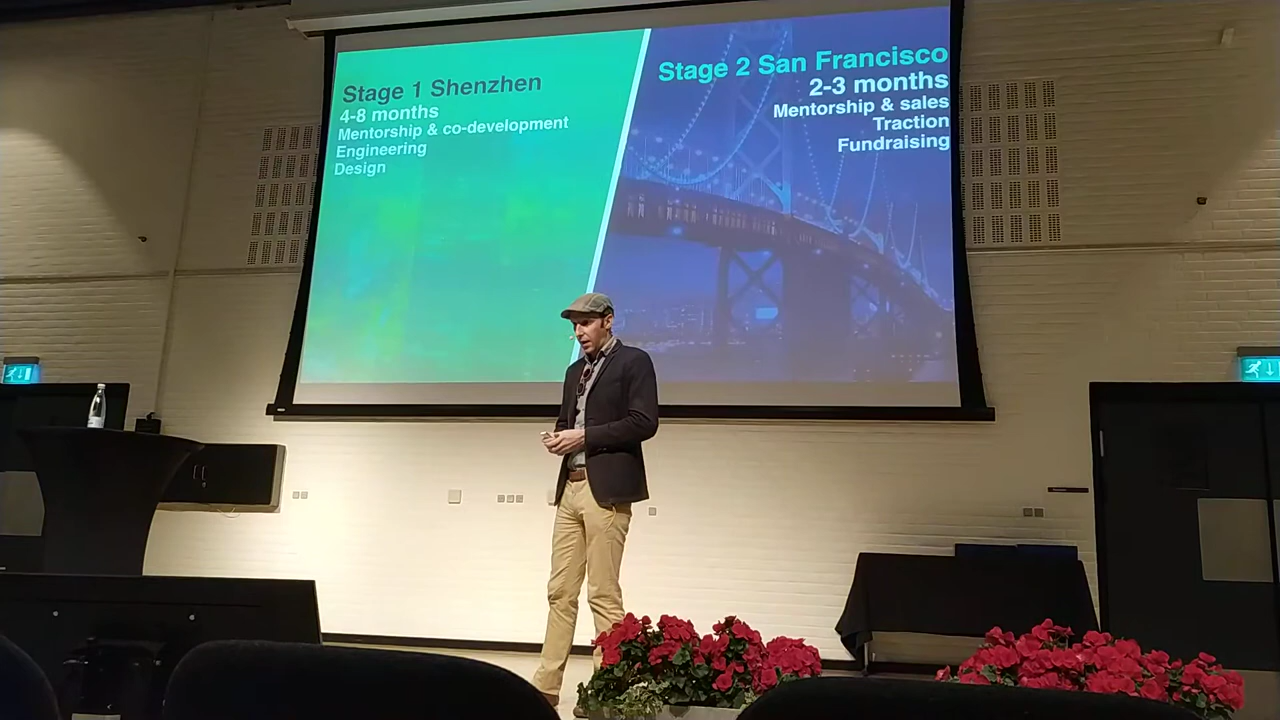 Stage 1 Shenzhen
4-8 months
Mentorship & co-development
Engineering
Design
Stage 2 San Francisco
2-3 months
Mentorship & sales
Traction
Fundraising